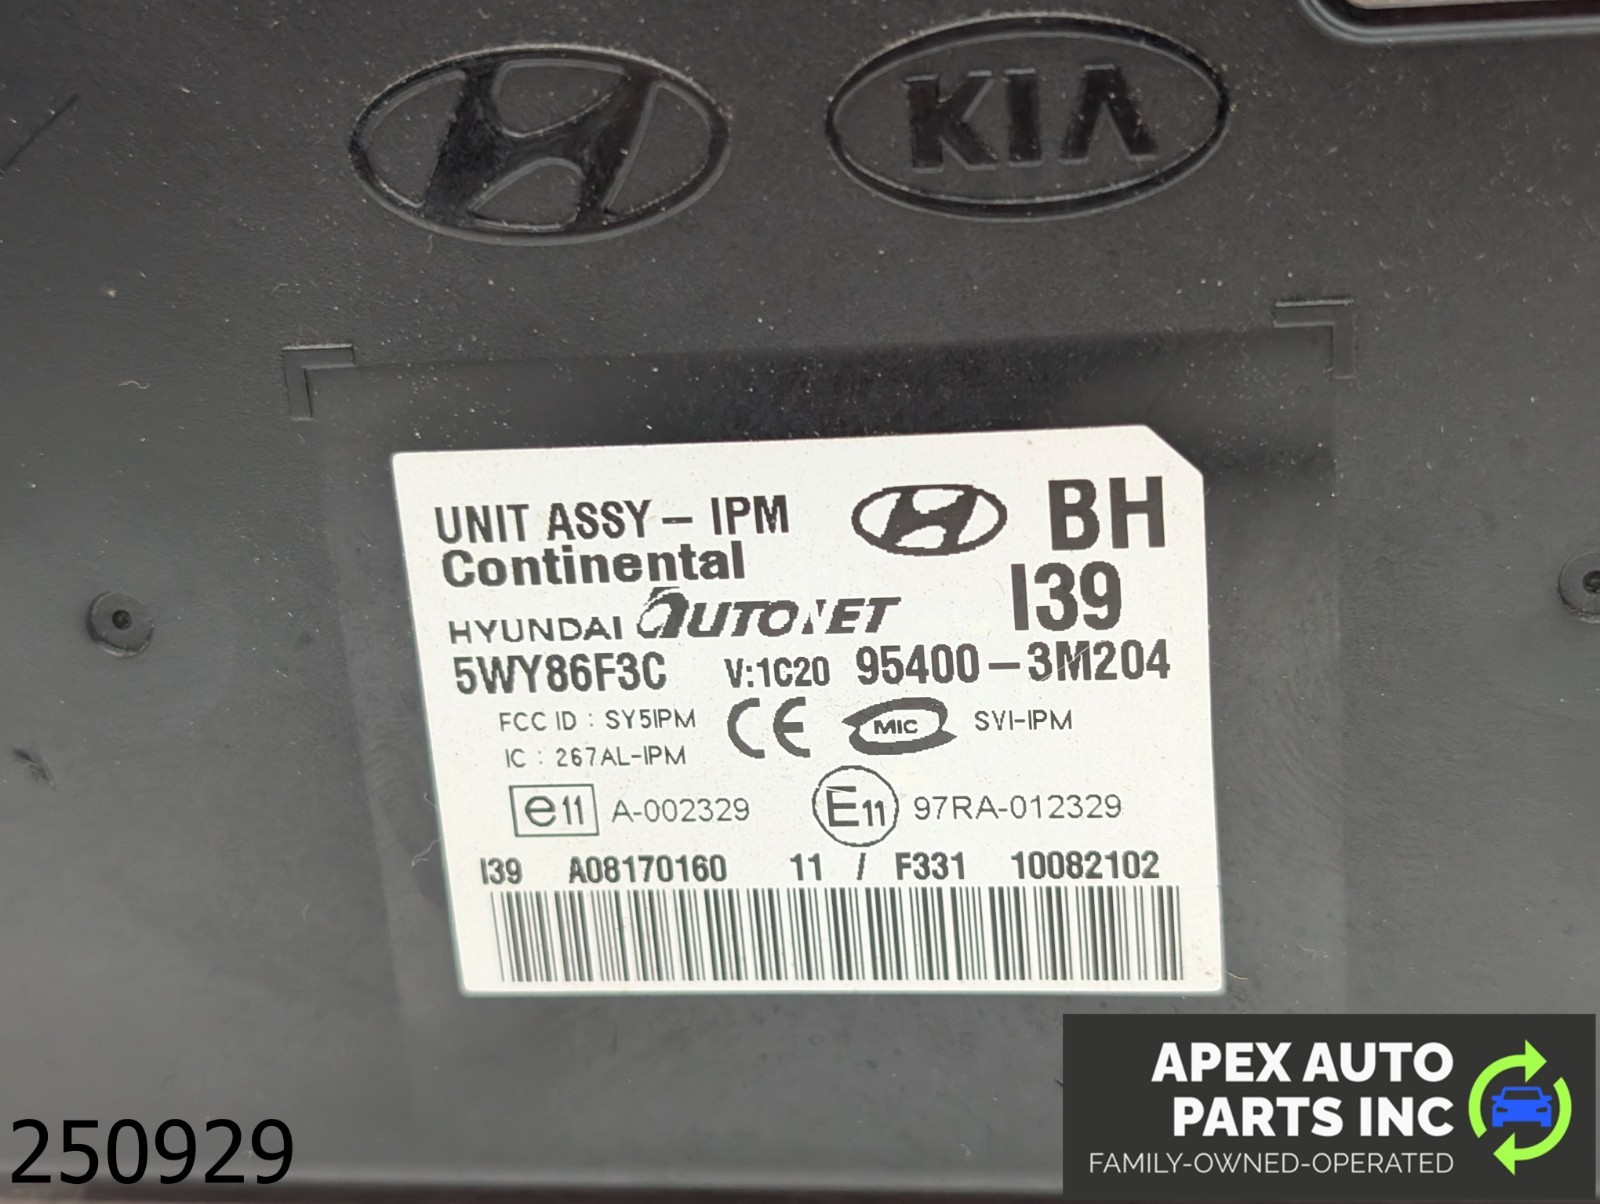 KIA
UNIT ASSY - IPM
BH
Continental
I39
HYUNDAI AUTONET
5WY86F3C V:1C20 95400-3M204
FCC ID : SY5IPM
CE MIC SVI-IPM
IC : 267AL-IPM
e11 A-002329 E11 97RA-012329
I39 A08170160 11 / F331 10082102
APEX AUTO
PARTS INC
FAMILY-OWNED-OPERATED
250929